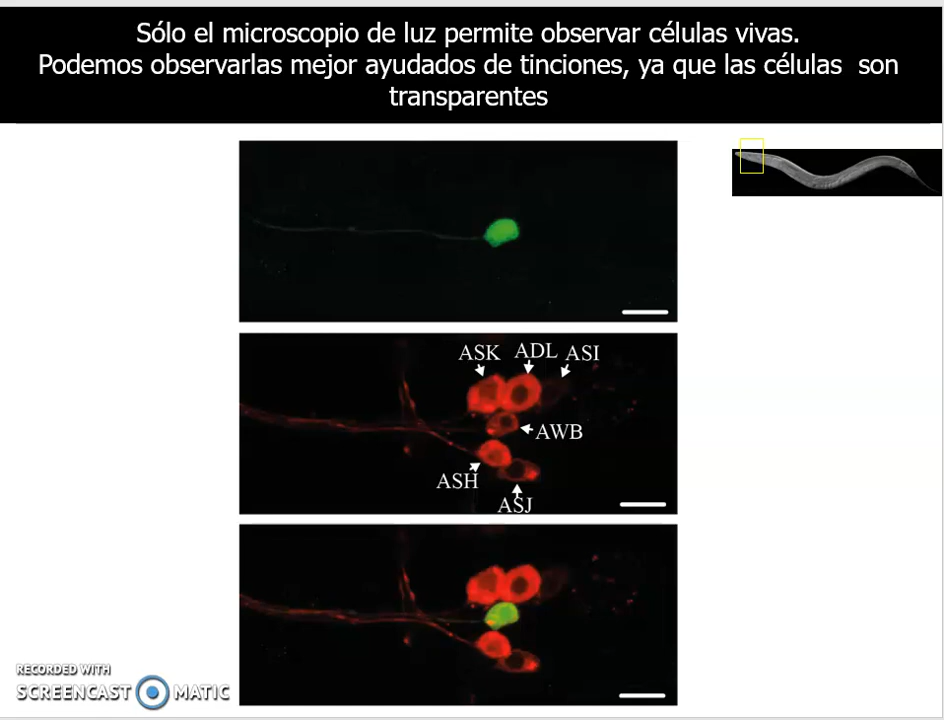 Sólo el microscopio de luz permite observar células vivas.
Podemos observarlas mejor ayudados de tinciones, ya que las células son
transparentes
ASK ADL ASI
AWB
ASH
ASJ
RECORDED WITH
SCREENCAST MATIC